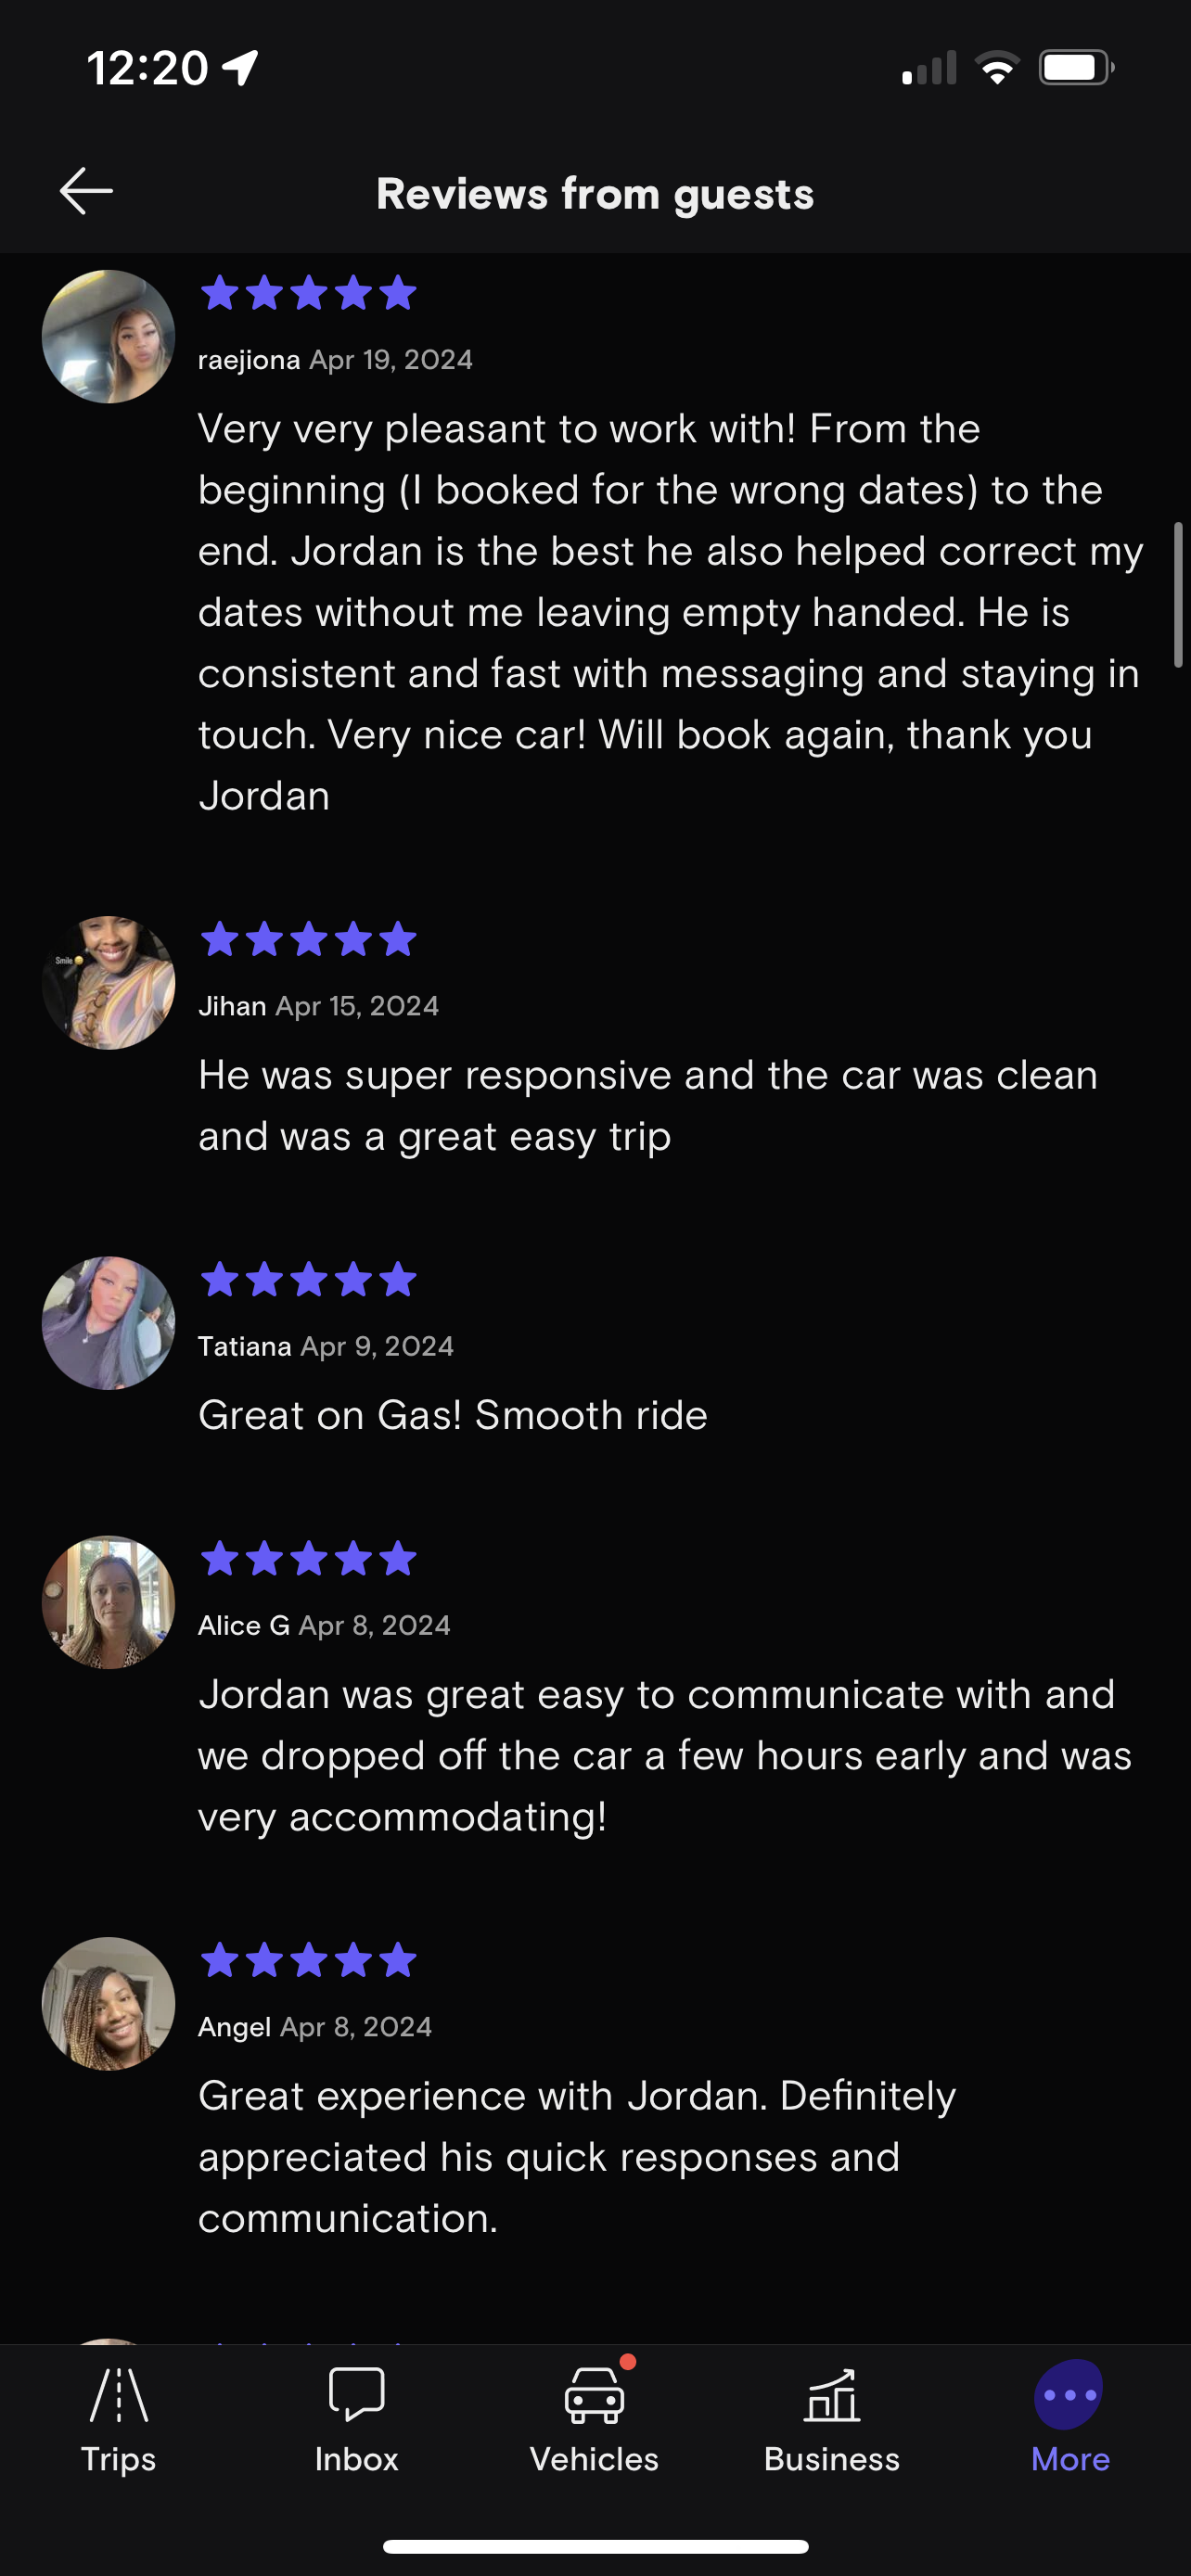 12:20
Reviews from guests
raejiona Apr 19, 2024
Very very pleasant to work with! From the
beginning (I booked for the wrong dates) to the
end. Jordan is the best he also helped correct my
dates without me leaving empty handed. He is
consistent and fast with messaging and staying in
touch. Very nice car! Will book again, thank you
Jordan
Smile
Jihan Apr 15, 2024
He was super responsive and the car was clean
and was a great easy trip
Tatiana Apr 9, 2024
Great on Gas! Smooth ride
Alice G Apr 8, 2024
Jordan was great easy to communicate with and
we dropped off the car a few hours early and was
very accommodating!
Angel Apr 8, 2024
Great experience with Jordan. Definitely
appreciated his quick responses and
communication.
Trips Inbox Vehicles Business More